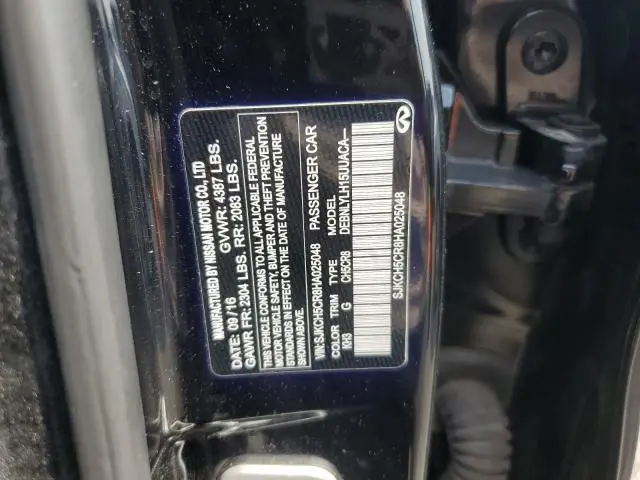 MANUFACTURED BY NISSAN MOTOR CO., LTD
DATE: 09/16 GVWR: 4387 LBS.
GAWR FR: 2304 LBS. RR: 2083 LBS.
THIS VEHICLE CONFORMS TO ALL APPLICABLE FEDERAL
MOTOR VEHICLE SAFETY, BUMPER AND THEFT PREVENTION
STANDARDS IN EFFECT ON THE DATE OF MANUFACTURE
SHOWN ABOVE.
VIN:SJKCH5CR8HA025048 PASSENGER CAR
COLOR TRIM TYPE MODEL
KH3 G CH5CR8 DEBNLYLH15UUACA--
SJKCH5CR8HA025048